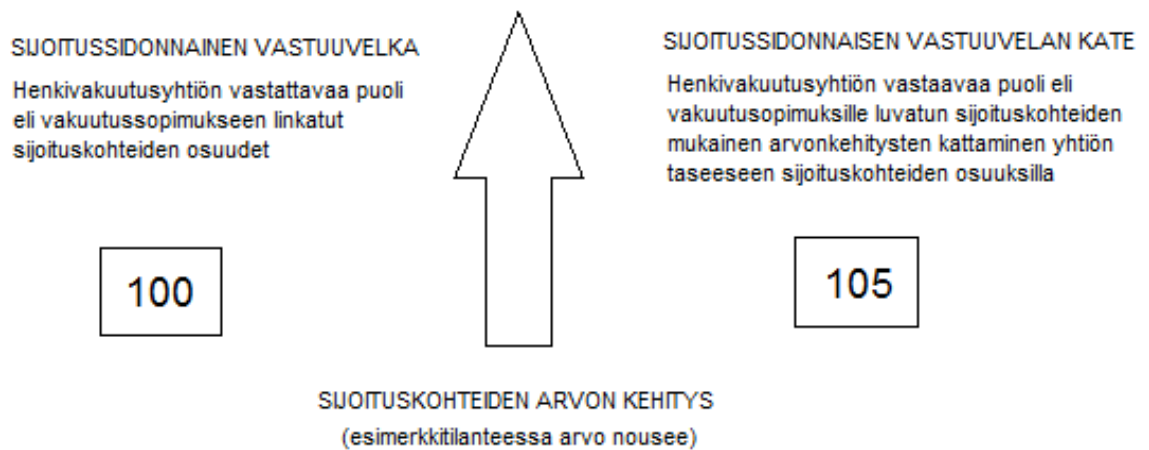 SIJOITUSSIDONNAINEN VASTUUVELKA
Henkivakuutusyhtiön vastattavaa puoli
eli vakuutussopimukseen linkatut
sijoituskohteiden osuudet
100
SIJOITUSSIDONNAISEN VASTUUVELAN KATE
Henkivakuutusyhtiön vastaavaa puoli eli
vakuutusopimuksille luvatun sijoituskohteiden
mukainen arvonkehitysten kattaminen yhtiön
taseeseen sijoituskohteiden osuuksilla
105
SIJOITUSKOHTEIDEN ARVON KEHITYS
(esimerkkitilanteessa arvo nousee)